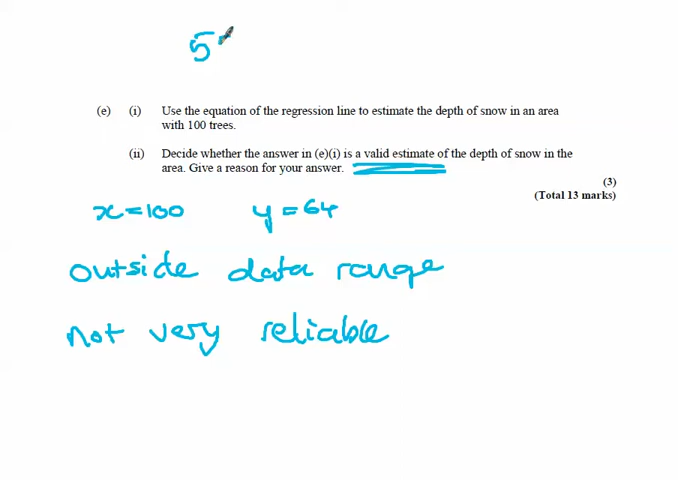 5
(e) (i) Use the equation of the regression line to estimate the depth of snow in an area
with 100 trees.
(ii) Decide whether the answer in (e)(i) is a valid estimate of the depth of snow in the
area. Give a reason for your answer.
(3)
(Total 13 marks)
x=100 y=64
outside data range
not very reliable